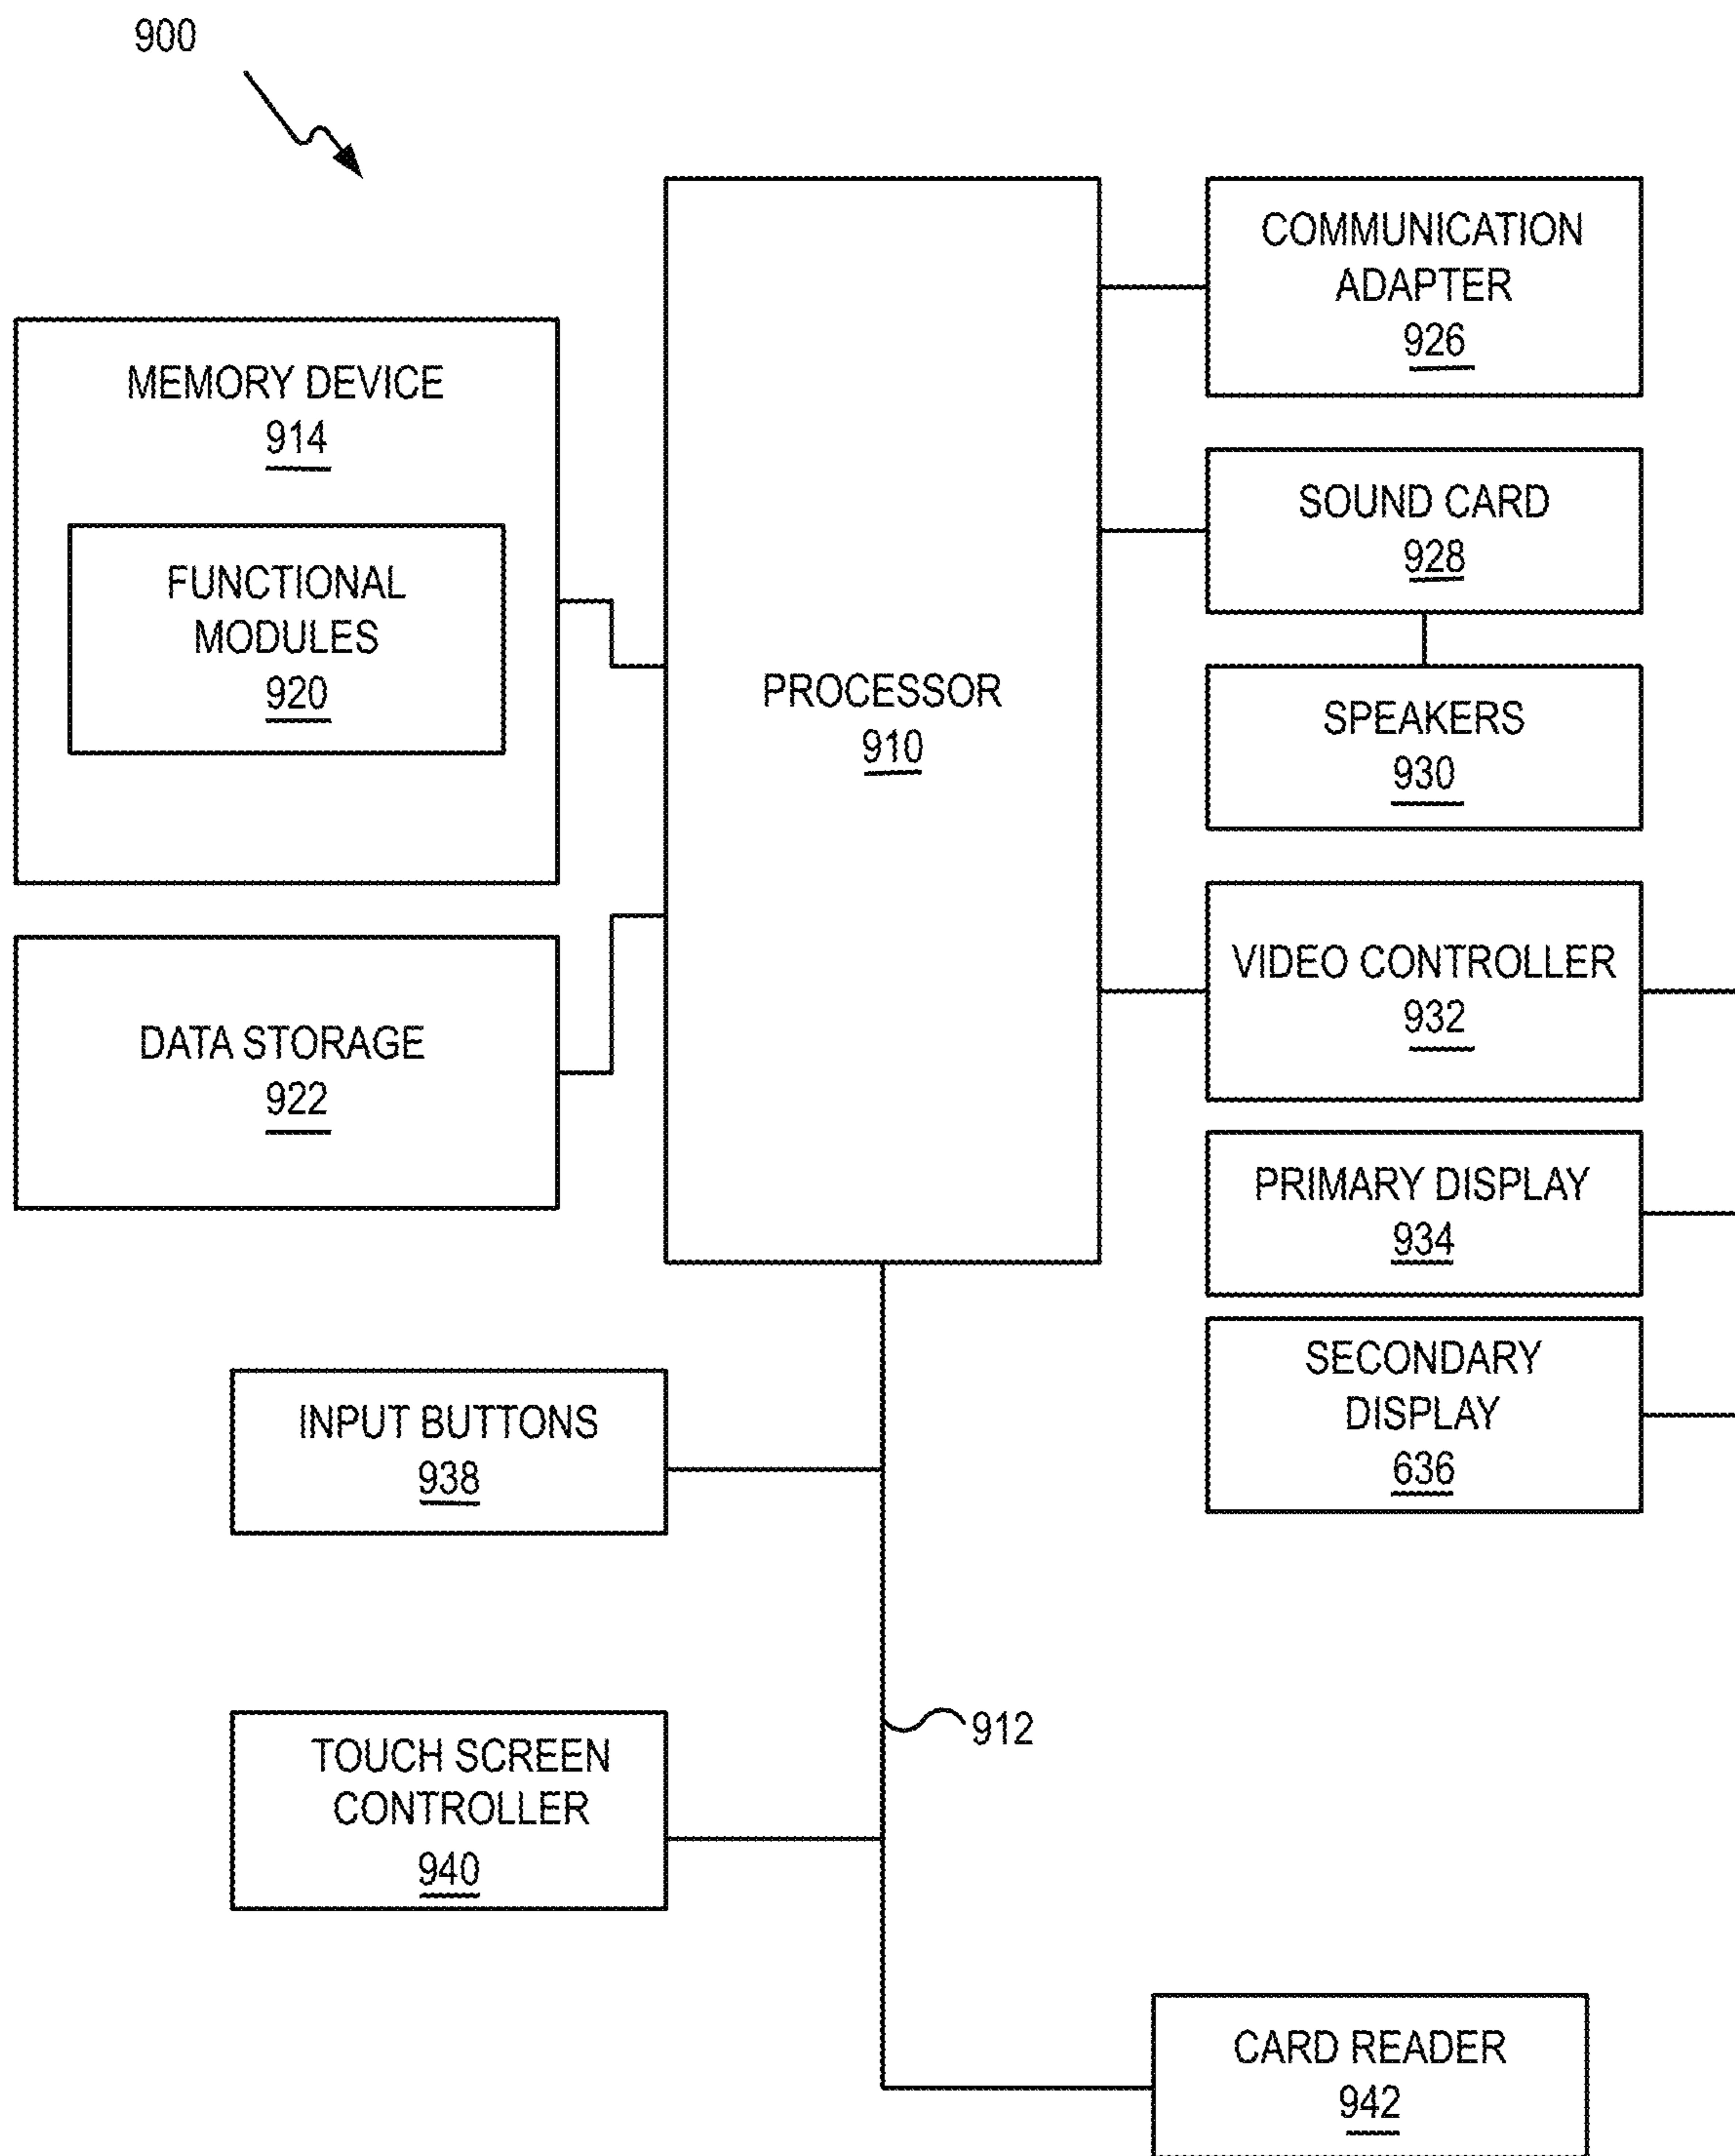 900
MEMORY DEVICE
914
FUNCTIONAL
MODULES
920
DATA STORAGE
922
PROCESSOR
910
COMMUNICATION
ADAPTER
926
SOUND CARD
928
SPEAKERS
930
VIDEO CONTROLLER
932
PRIMARY DISPLAY
934
SECONDARY
DISPLAY
636
INPUT BUTTONS
938
TOUCH SCREEN
CONTROLLER
940
912
CARD READER
942